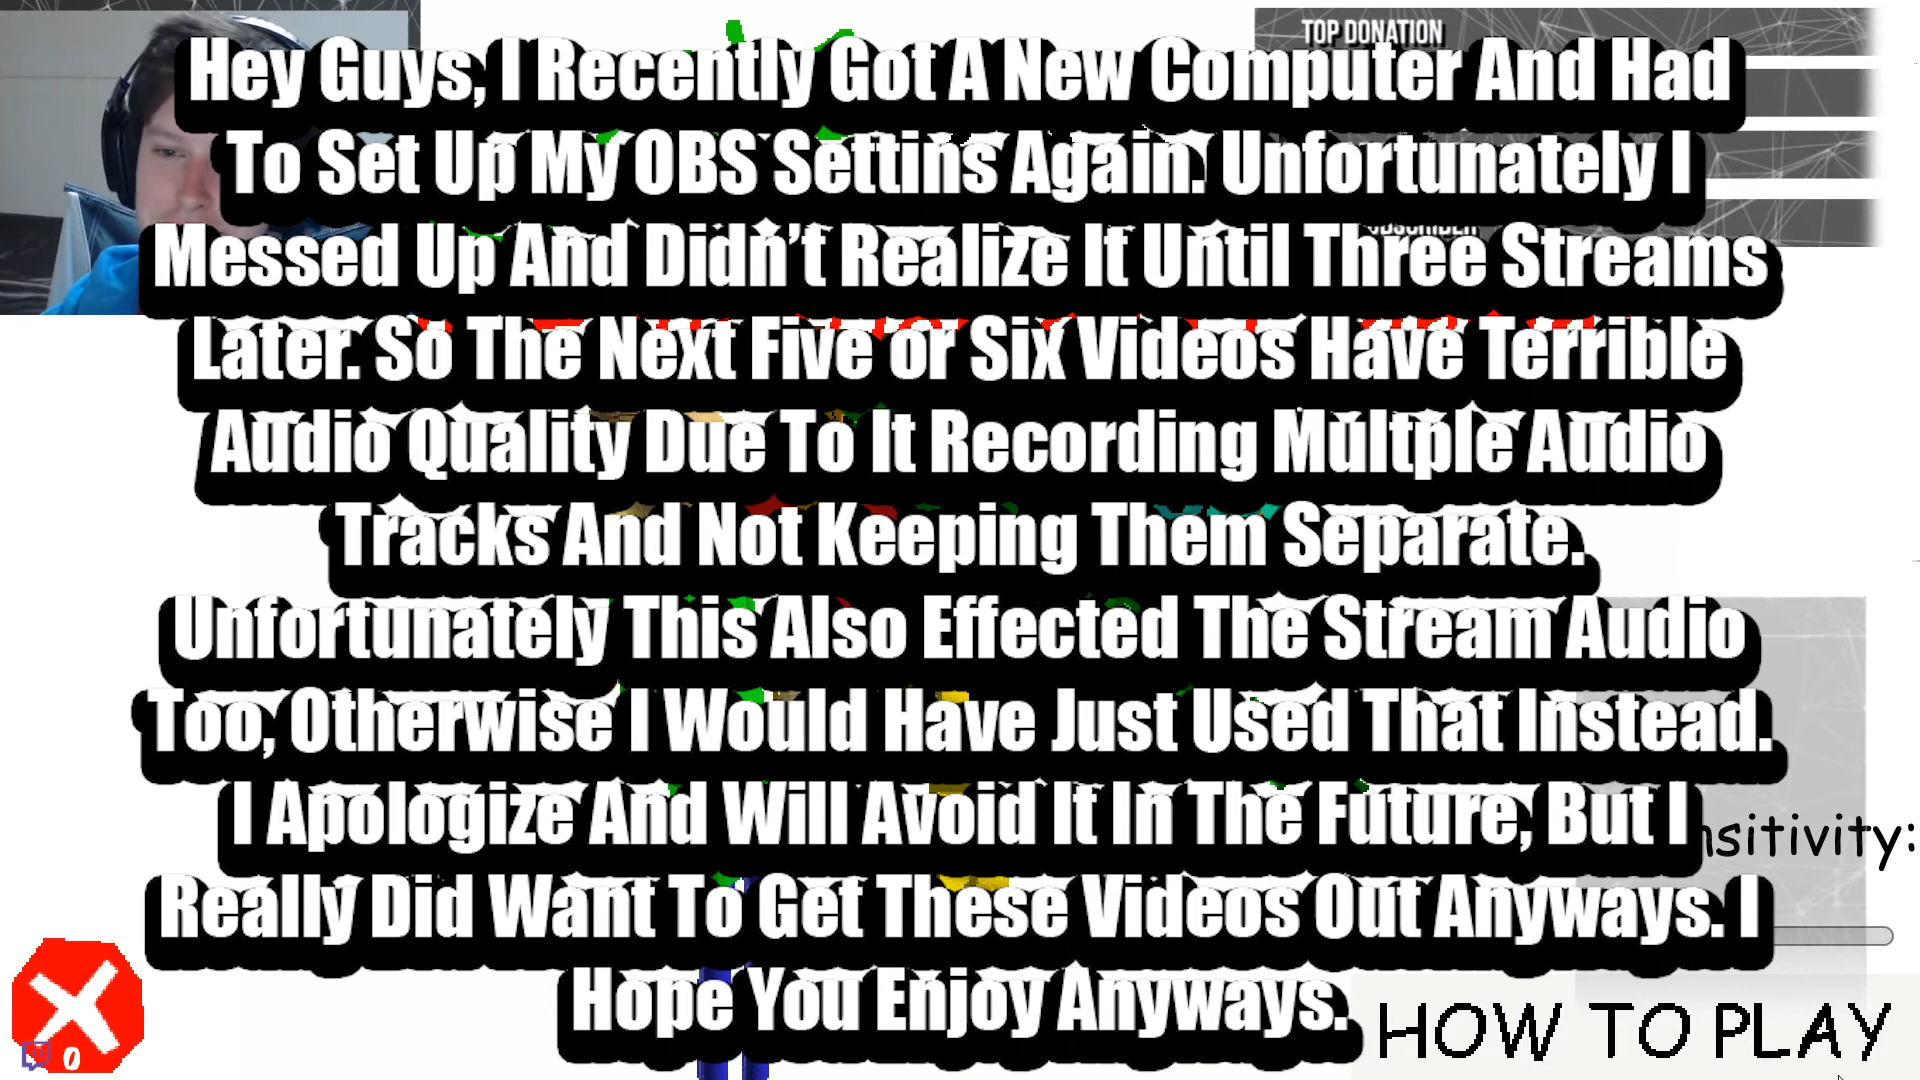 TOP DONATION
Hey Guys, I Recently Got A New Computer And Had
To Set Up My OBS Settins Again. Unfortunately I
Messed Up And Didn't Realize It Until Three Streams
Later. So The Next Five or Six Videos Have Terrible
Audio Quality Due To It Recording Multple Audio
Tracks And Not Keeping Them Separate.
Unfortunately This Also Effected The Stream Audio
Too, Otherwise I Would Have Just Used That Instead.
I Apologize And Will Avoid It In The Future, But I
Really Did Want To Get These Videos Out Anyways. I
Hope You Enjoy Anyways.
nsitivity:
HOW TO PLAY
0